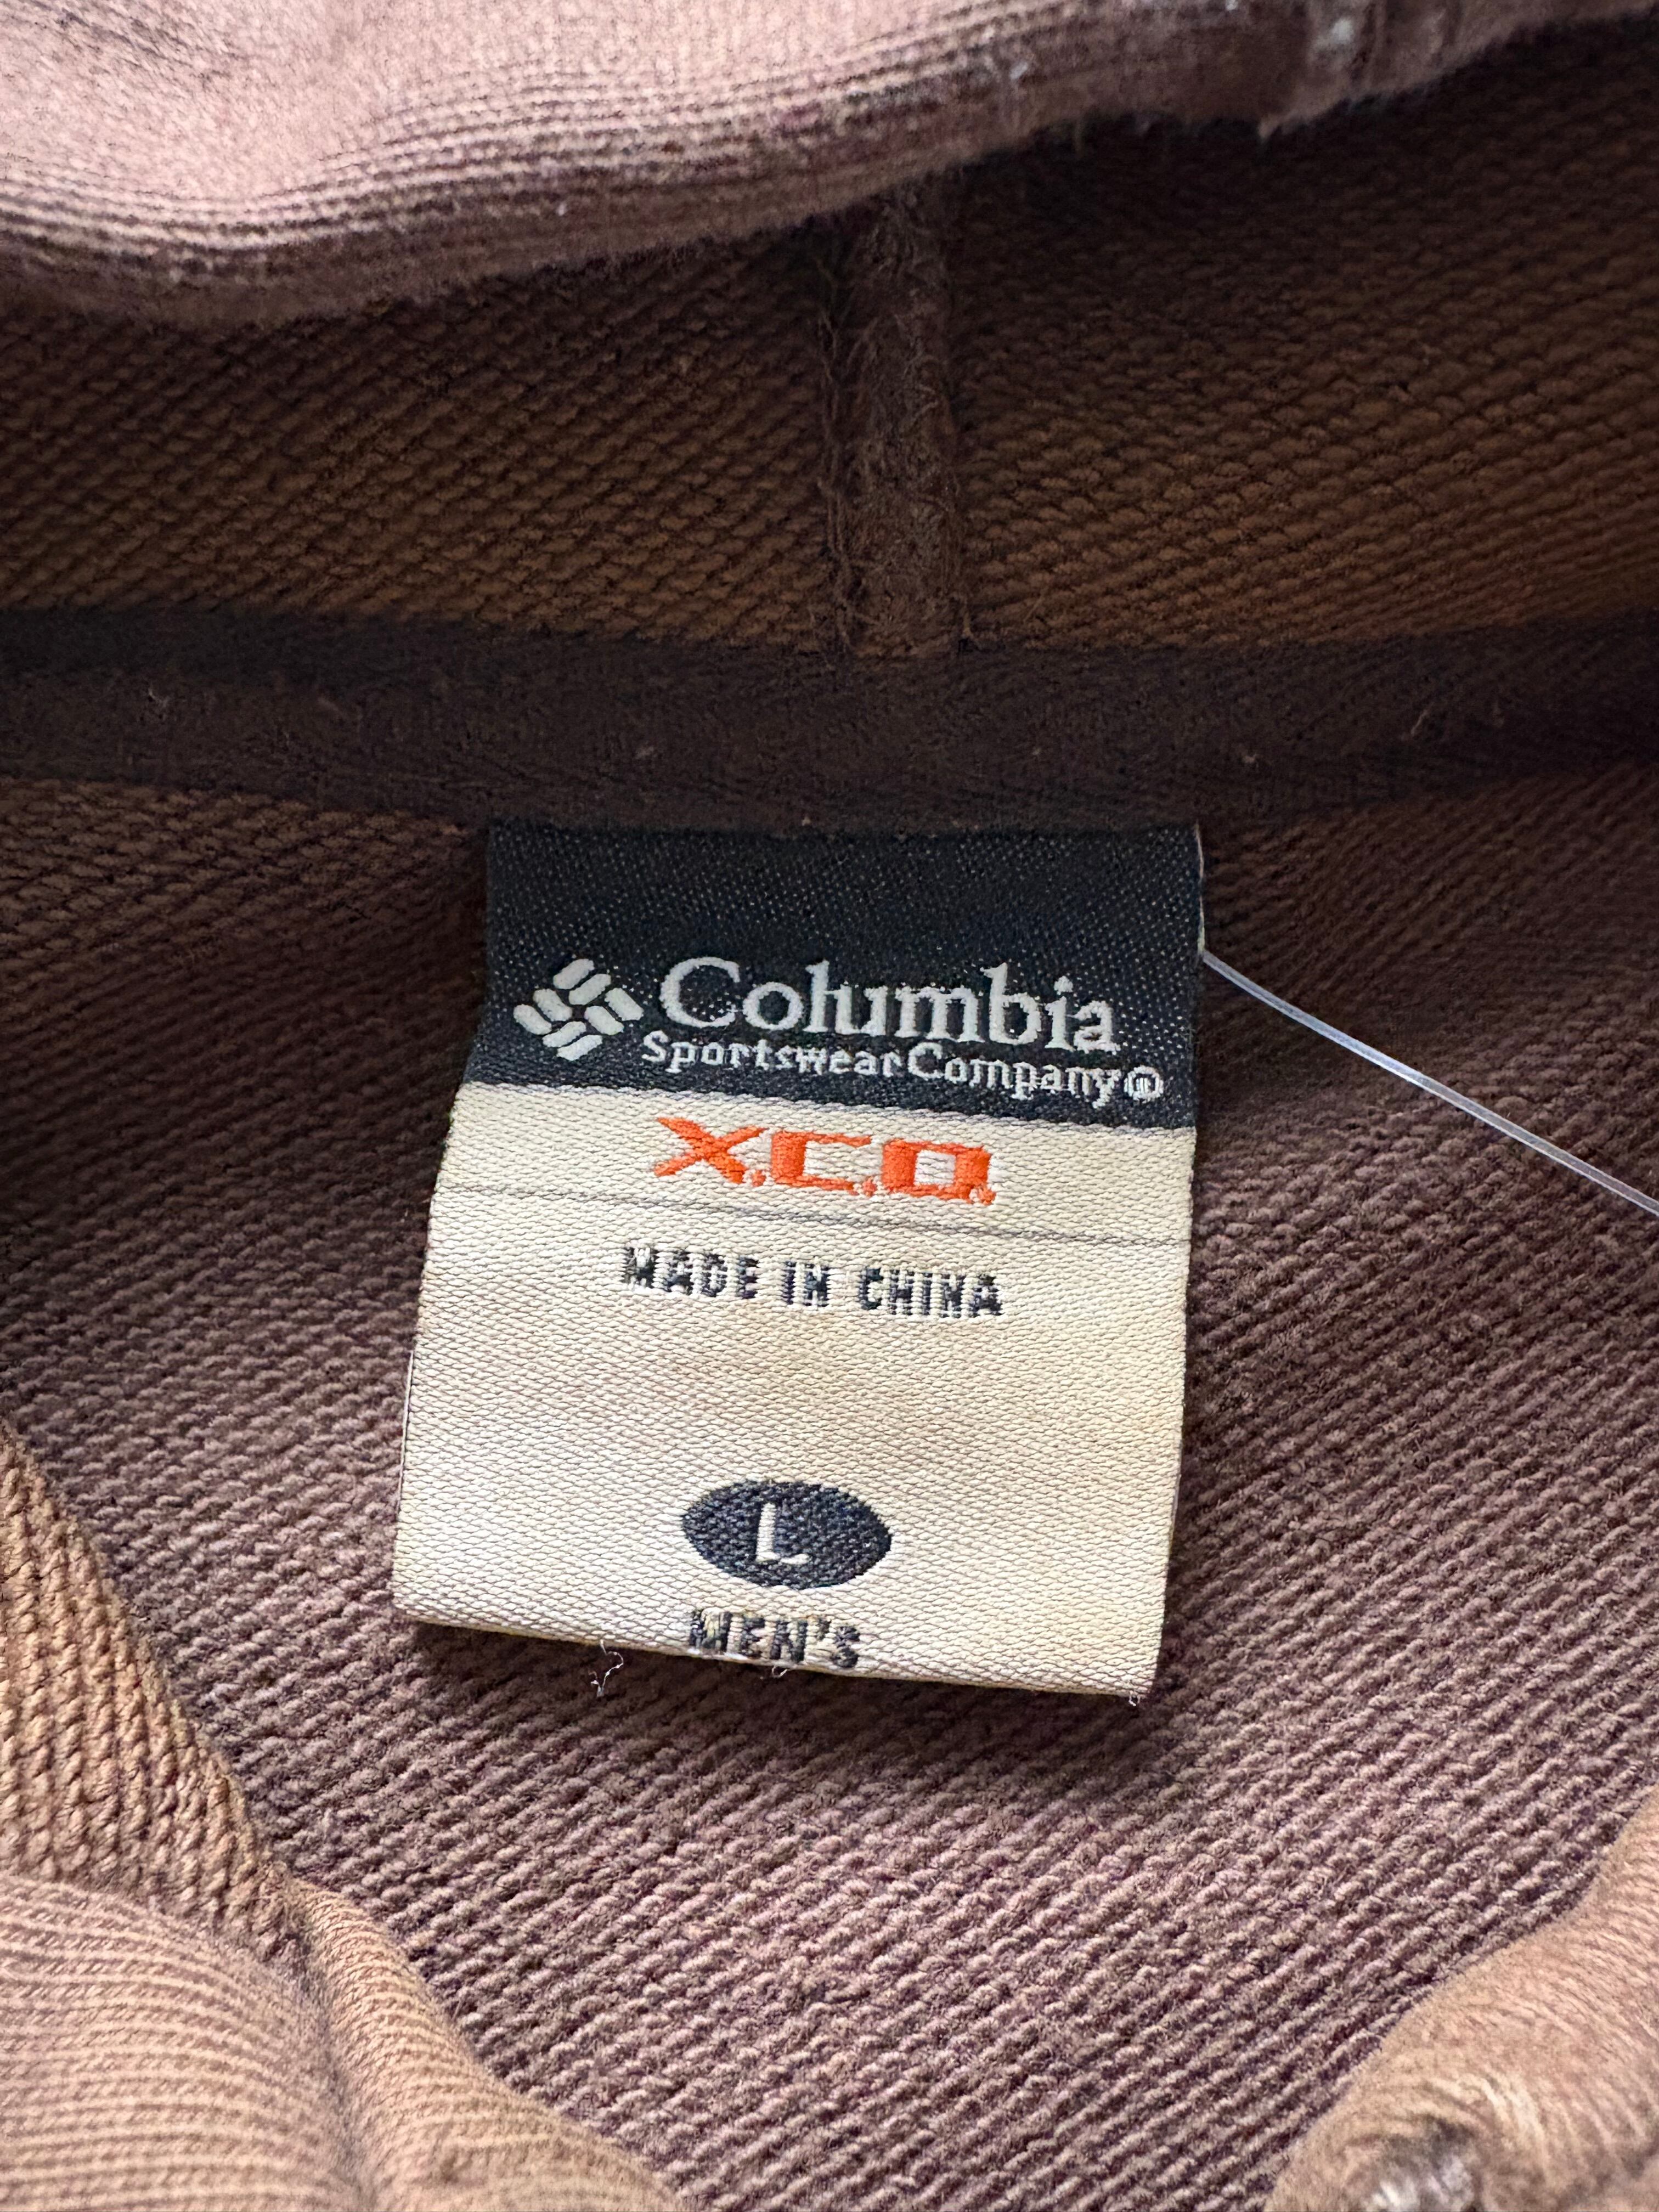 Columbia
Sportswear Company®
X.C.O.
MADE IN CHINA
L
MEN'S